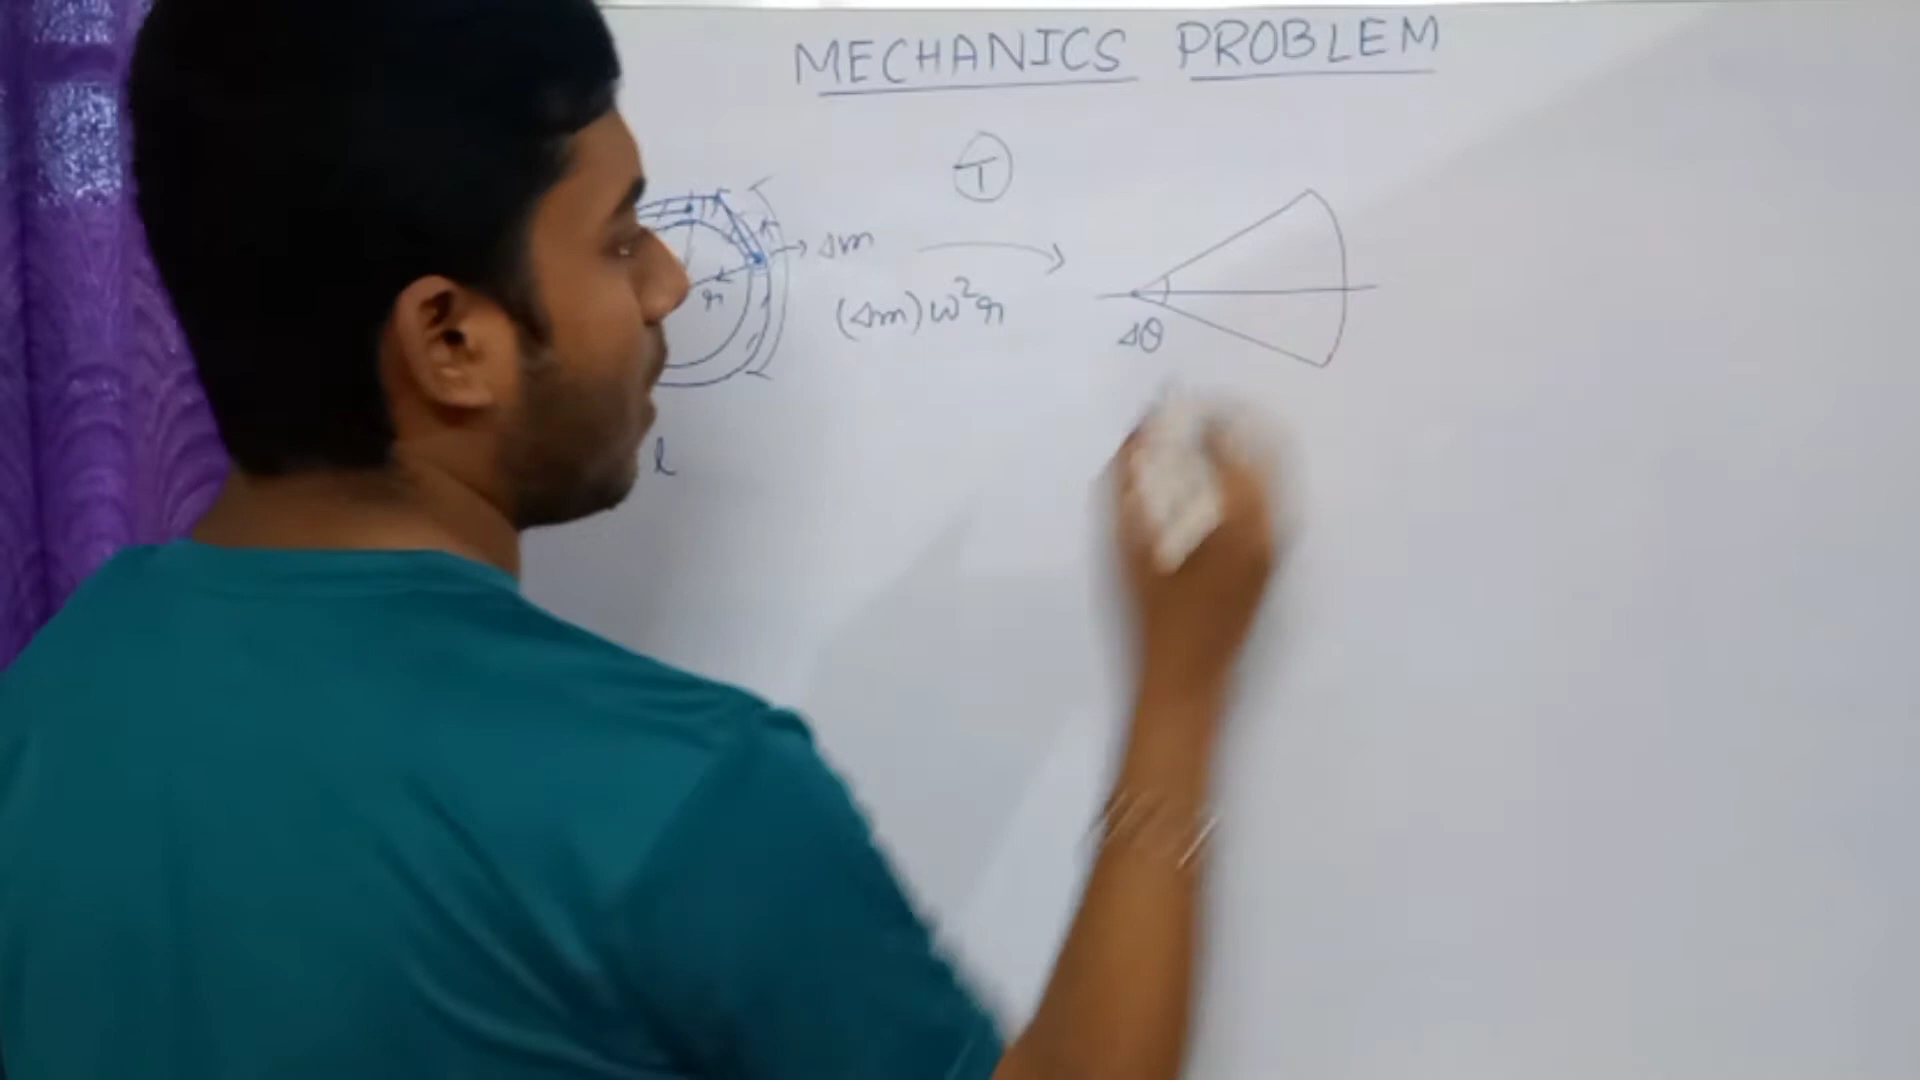 MECHANICS PROBLEM
T
Δm
r
(Δm)ω²r
Δθ
l